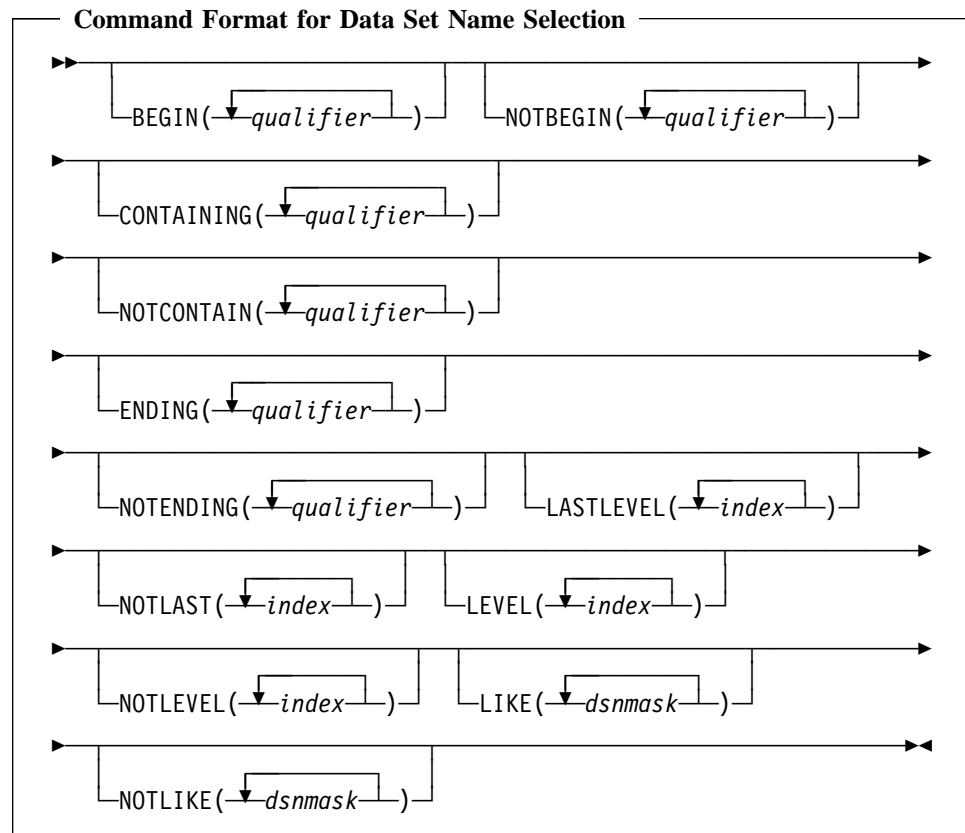 Command Format for Data Set Name Selection
BEGIN( qualifier ) NOTBEGIN( qualifier )
CONTAINING( qualifier )
NOTCONTAIN( qualifier )
ENDING( qualifier )
NOTENDING( qualifier ) LASTLEVEL( index )
NOTLAST( index ) LEVEL( index )
NOTLEVEL( index ) LIKE( dsnmask )
NOTLIKE( dsnmask )